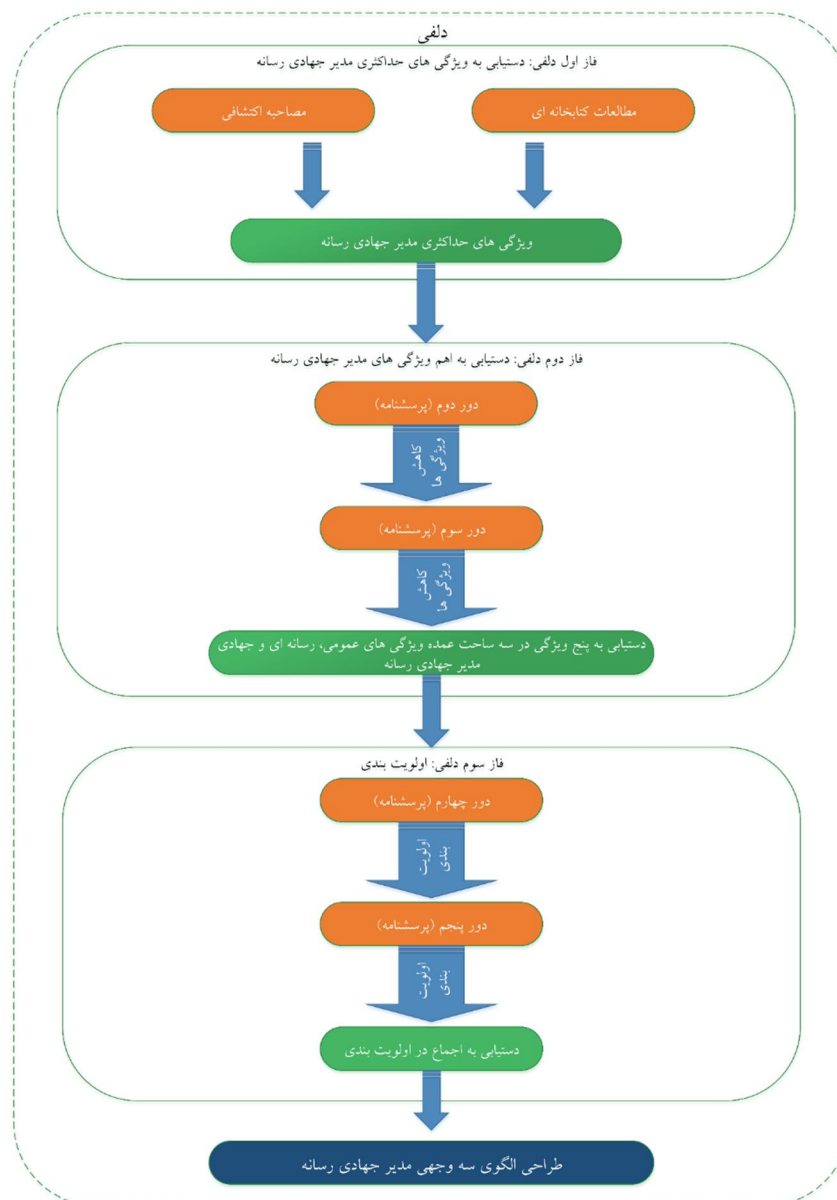 دلفی
فاز اول دلفی: دستیابی به ویژگی های حداکثری مدیر جهادی رسانه
مطالعات کتابخانه ای
مصاحبه اکتشافی
ویژگی های حداکثری مدیر جهادی رسانه
فاز دوم دلفی: دستیابی به اهم ویژگی های مدیر جهادی رسانه
دور دوم (پرسشنامه)
کاهش
ویژگی ها
دور سوم (پرسشنامه)
کاهش
ویژگی ها
دستیابی به پنج ویژگی در سه ساحت عمده ویژگی های عمومی، رسانه ای و جهادی
مدیر جهادی رسانه
فاز سوم دلفی: اولویت بندی
دور چهارم (پرسشنامه)
اولویت
بندی
دور پنجم (پرسشنامه)
اولویت
بندی
دستیابی به اجماع در اولویت بندی
طراحی الگوی سه وجهی مدیر جهادی رسانه